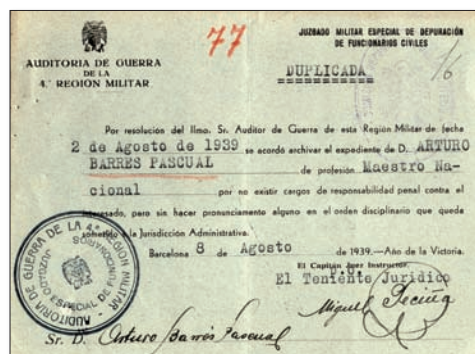 AUDITORIA DE GUERRA
DE LA
4.ª REGION MILITAR
77
JUZGADO MILITAR ESPECIAL DE DEPURACIÓN
DE FUNCIONARIOS CIVILES
DUPLICADA
Por resolución del Ilmo. Sr. Auditor de Guerra de esta Región Militar de fecha
2 de Agosto de 1939 se acordó archivar el expediente de D. ARTURO
BARRES PASCUAL de profesión Maestro Na-
cional por no existir cargos de responsabilidad penal contra el
interesado, pero sin hacer pronunciamento alguno en el orden disciplinario que queda
sometido a la Jurisdicción Administrativa.
Barcelona 8 de Agosto de 1939.—Año de la Victoria.
El Capitán Juez Instructor,
El Teniente Juridico
AUDITORIA DE GUERRA DE LA 4ª REGION MILITAR
JUZGADO ESPECIAL DE FUNCIONARIOS
Miguel
Sr. D. Arturo Barrés Pascual